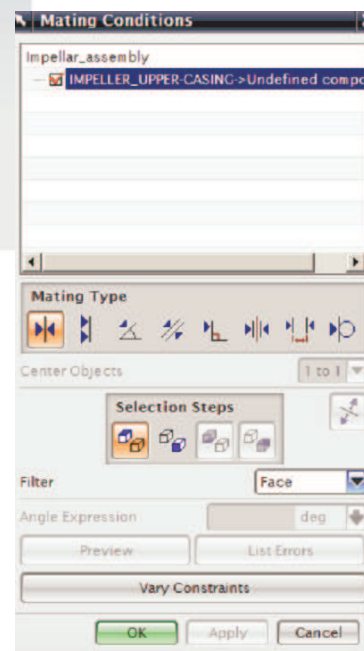 Mating Conditions
Impellar_assembly
IMPELLER_UPPER-CASING->Undefined compo
Mating Type
Center Objects 1 to 1
Selection Steps
Filter Face
Angle Expression deg
Preview List Errors
Vary Constraints
OK Apply Cancel